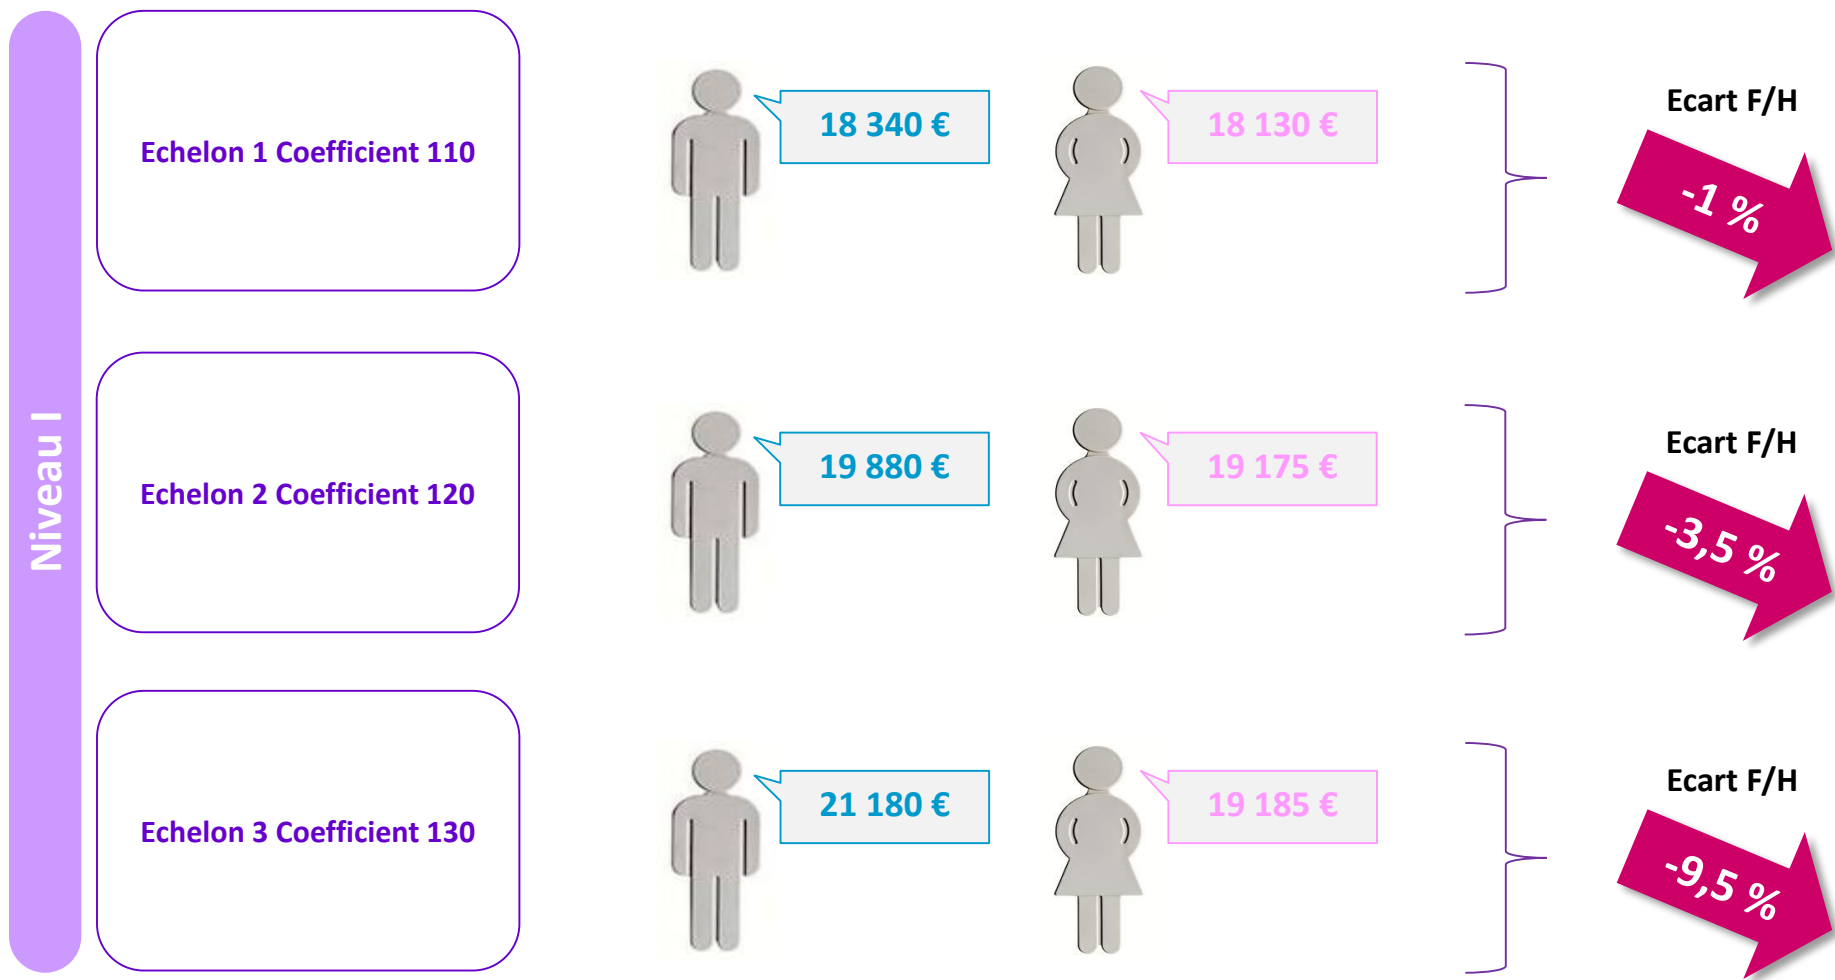 Niveau I
Echelon 1 Coefficient 110
18 340 €
18 130 €
Ecart F/H
-1 %
Echelon 2 Coefficient 120
19 880 €
19 175 €
Ecart F/H
-3,5 %
Echelon 3 Coefficient 130
21 180 €
19 185 €
Ecart F/H
-9,5 %